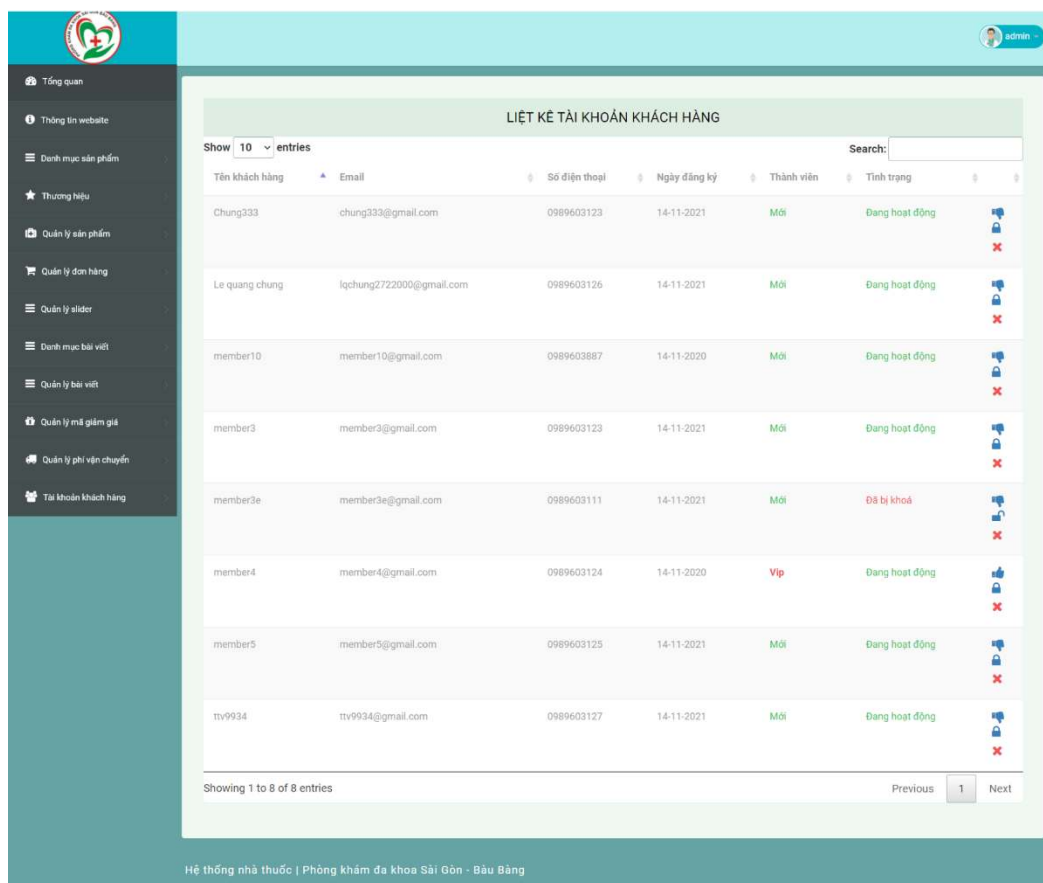 admin
Tổng quan
Thông tin website
Danh mục sản phẩm
Thương hiệu
Quản lý sản phẩm
Quản lý đơn hàng
Quản lý slider
Danh mục bài viết
Quản lý bài viết
Quản lý mã giảm giá
Quản lý phí vận chuyển
Tài khoản khách hàng
LIỆT KÊ TÀI KHOẢN KHÁCH HÀNG
Show 10 entries Search:
Tên khách hàng Email Số điện thoại Ngày đăng ký Thành viên Tình trạng
Chung333 chung333@gmail.com 0989603123 14-11-2021 Mới Đang hoạt động
Le quang chung lqchung2722000@gmail.com 0989603126 14-11-2021 Mới Đang hoạt động
member10 member10@gmail.com 0989603887 14-11-2020 Mới Đang hoạt động
member3 member3@gmail.com 0989603123 14-11-2021 Mới Đang hoạt động
member3e member3e@gmail.com 0989603111 14-11-2021 Mới Đã bị khoá
member4 member4@gmail.com 0989603124 14-11-2020 Vip Đang hoạt động
member5 member5@gmail.com 0989603125 14-11-2021 Mới Đang hoạt động
ttv9934 ttv9934@gmail.com 0989603127 14-11-2021 Mới Đang hoạt động
Showing 1 to 8 of 8 entries Previous 1 Next
Hệ thống nhà thuốc | Phòng khám đa khoa Sài Gòn - Bàu Bàng